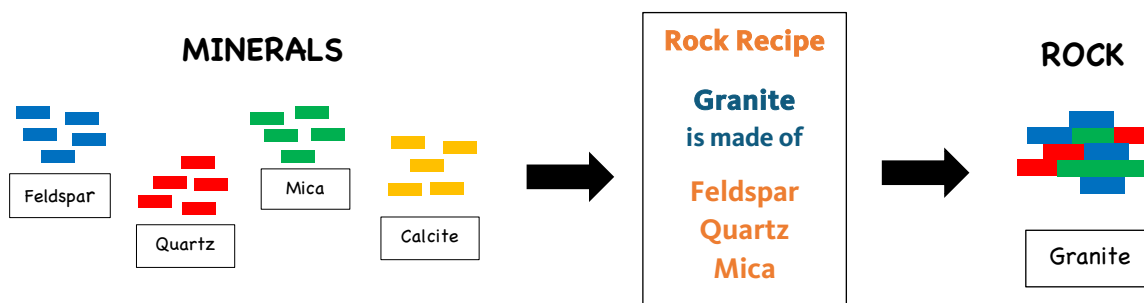 MINERALS
Feldspar
Quartz
Mica
Calcite
Rock Recipe
Granite
is made of
Feldspar
Quartz
Mica
ROCK
Granite